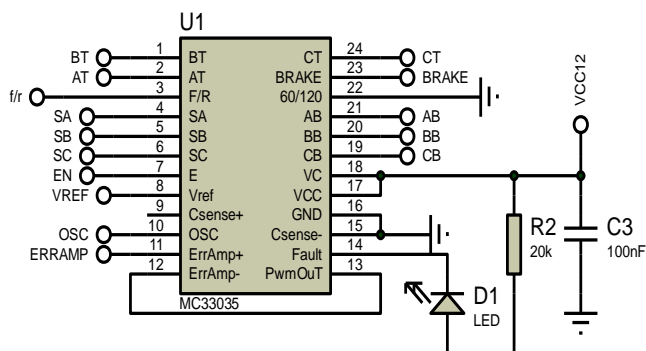 U1
BT 1 BT CT 24 CT
AT 2 AT BRAKE 23 BRAKE
f/r 3 F/R 60/120 22
SA 4 SA AB 21 AB
SB 5 SB BB 20 BB
SC 6 SC CB 19 CB
EN 7 E VC 18
VREF 8 Vref VCC 17
9 Csense+ GND 16
OSC 10 OSC Csense- 15
ERRAMP 11 ErrAmp+ Fault 14
12 ErrAmp- PwmOuT 13
MC33035
VCC12
R2
20k
C3
100nF
D1
LED